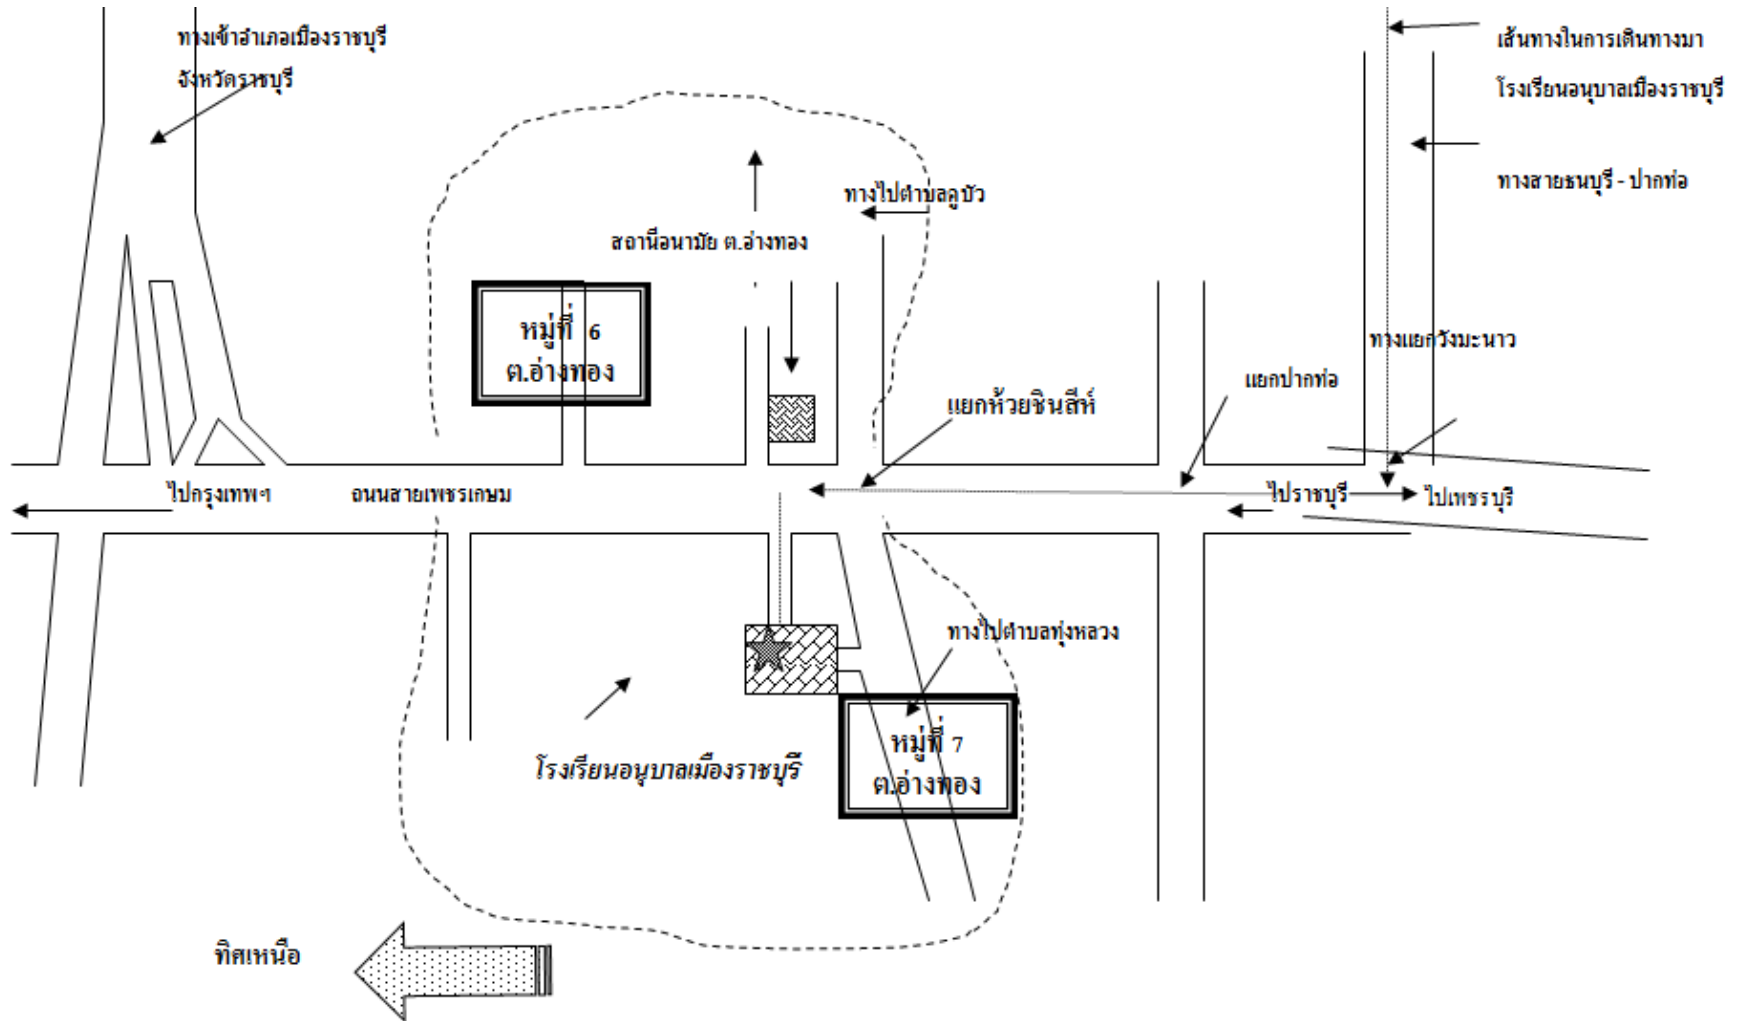 ทางเข้าอำเภอเมืองราชบุรี
จังหวัดราชบุรี
เส้นทางในการเดินทางมา
โรงเรียนอนุบาลเมืองราชบุรี
ทางสายธนบุรี - ปากท่อ
ทางไปตำบลคูบัว
สถานีอนามัย ต.อ่างทอง
หมู่ที่ 6
ต.อ่างทอง
ทางแยกวังมะนาว
แยกปากท่อ
แยกห้วยชินสีห์
ไปกรุงเทพฯ
ถนนสายเพชรเกษม
ไปราชบุรี
ไปเพชรบุรี
ทางไปตำบลทุ่งหลวง
หมู่ที่ 7
ต.อ่างทอง
โรงเรียนอนุบาลเมืองราชบุรี
ทิศเหนือ